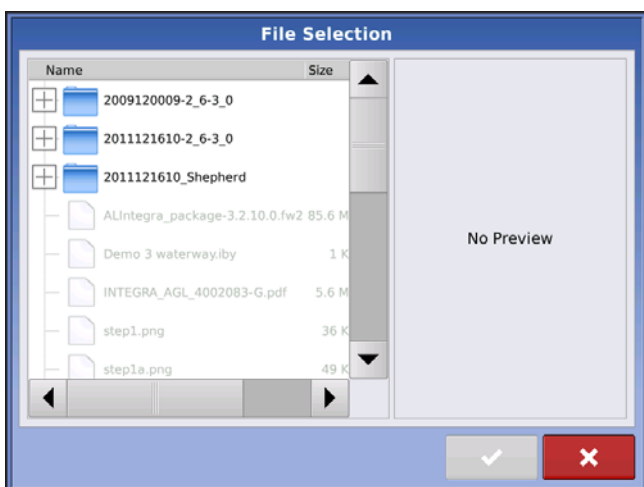 File Selection
Name Size
2009120009-2_6-3_0
2011121610-2_6-3_0
2011121610_Shepherd
ALIntegra_package-3.2.10.0.fw2 85.6 M
Demo 3 waterway.iby 1 K
INTEGRA_AGL_4002083-G.pdf 5.6 M
step1.png 36 K
step1a.png 49 K
No Preview